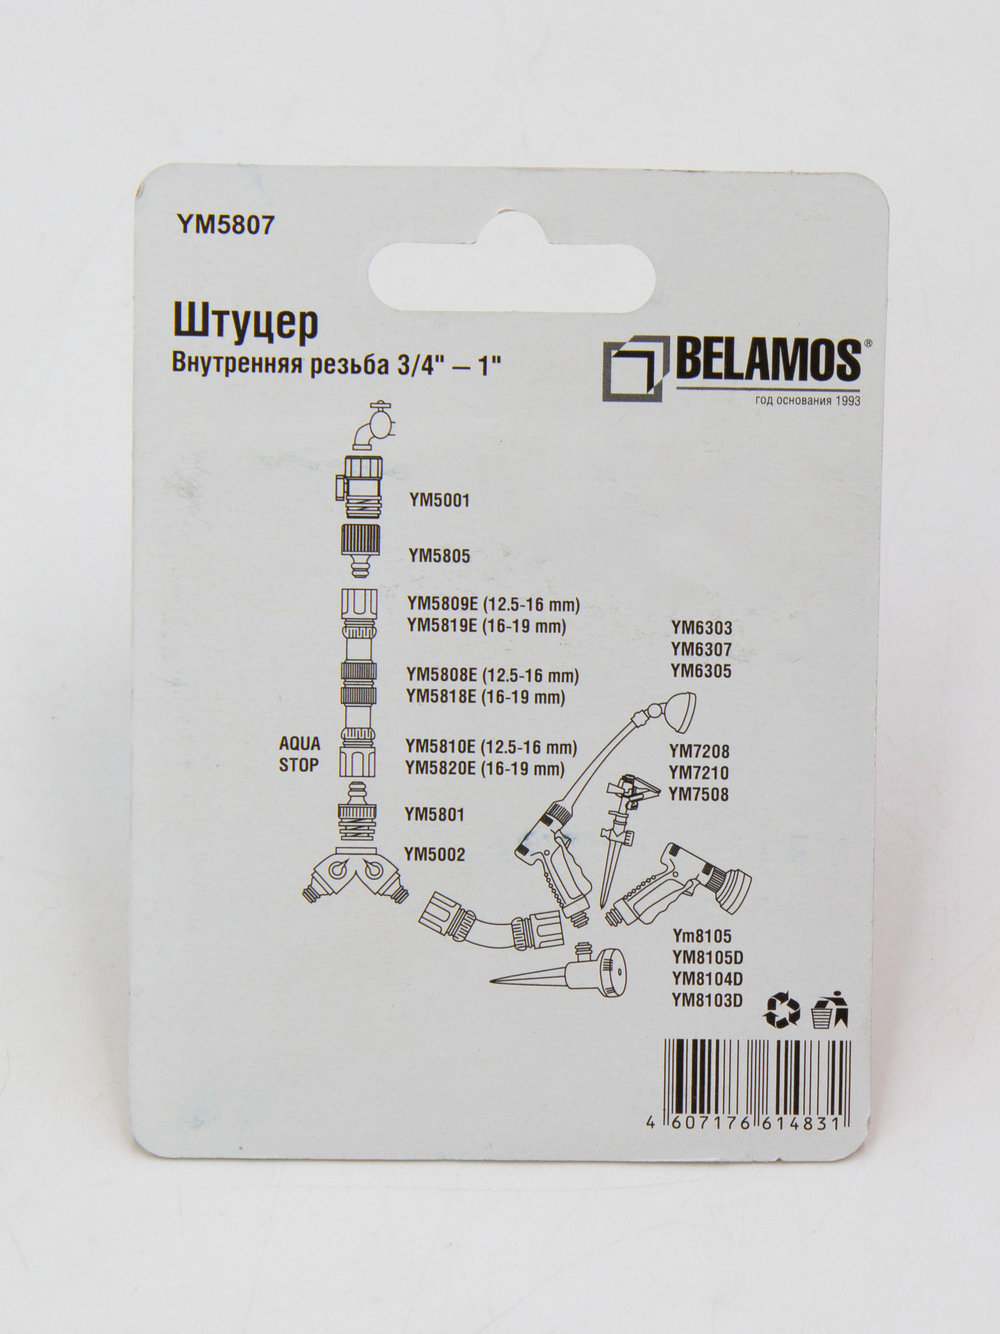 YM5807
Штуцер
Внутренняя резьба 3/4" — 1"
BELAMOS®
год основания 1993
YM5001
YM5805
YM5809E (12.5-16 mm)
YM5819E (16-19 mm)
YM5808E (12.5-16 mm)
YM5818E (16-19 mm)
AQUA
STOP
YM5810E (12.5-16 mm)
YM5820E (16-19 mm)
YM5801
YM5002
YM6303
YM6307
YM6305
YM7208
YM7210
YM7508
Ym8105
YM8105D
YM8104D
YM8103D
4 607176 614831